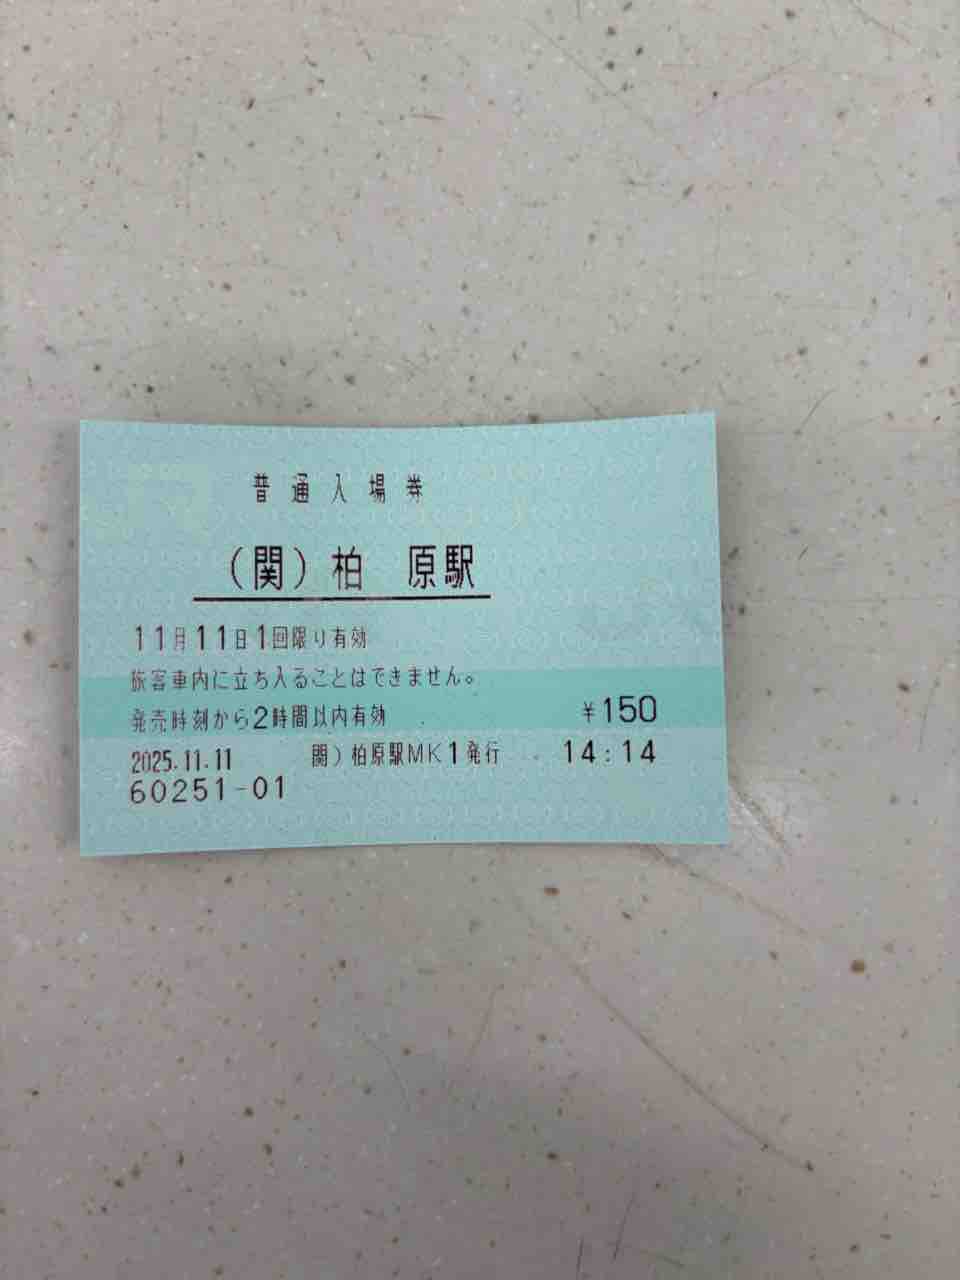 普通入場券
(関)柏 原駅
11月11日1回限り有効
旅客車内に立ち入ることはできません。
発売時刻から2時間以内有効 ¥150
2025.11.11 関)柏原駅MK1発行 14:14
60251-01